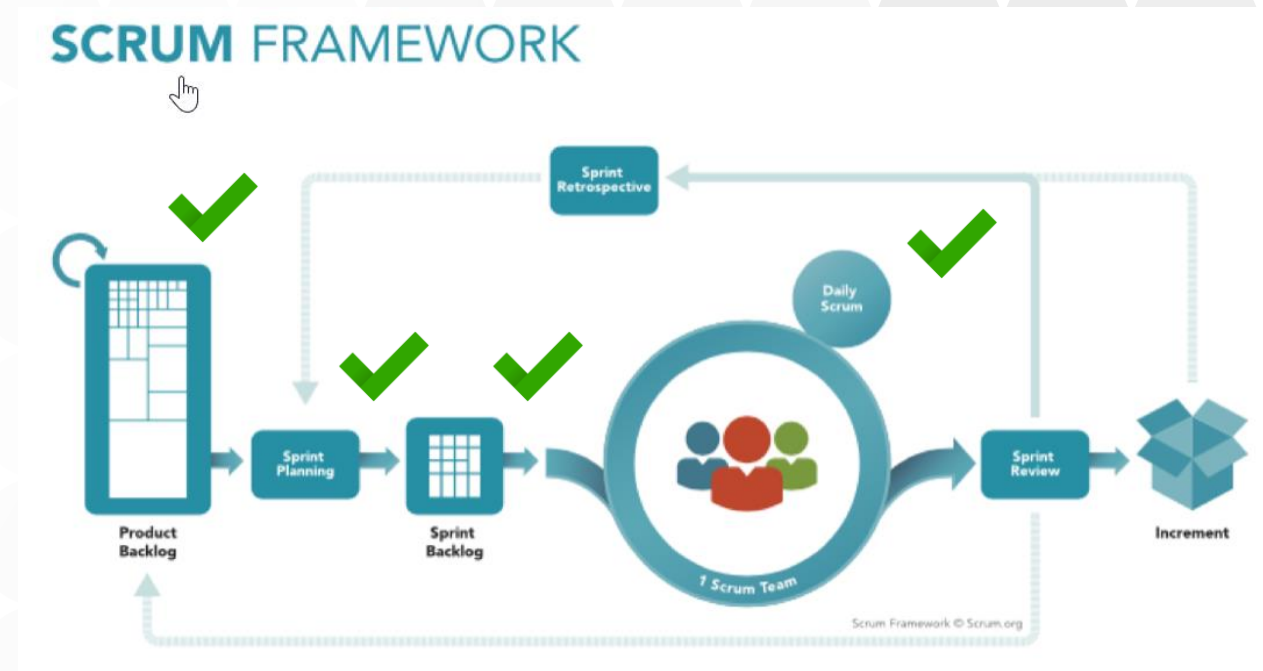 SCRUM FRAMEWORK
Sprint
Retrospective
Daily
Scrum
Sprint
Planning
Sprint
Review
Product
Backlog
Sprint
Backlog
Increment
1 Scrum Team
Scrum Framework © Scrum.org